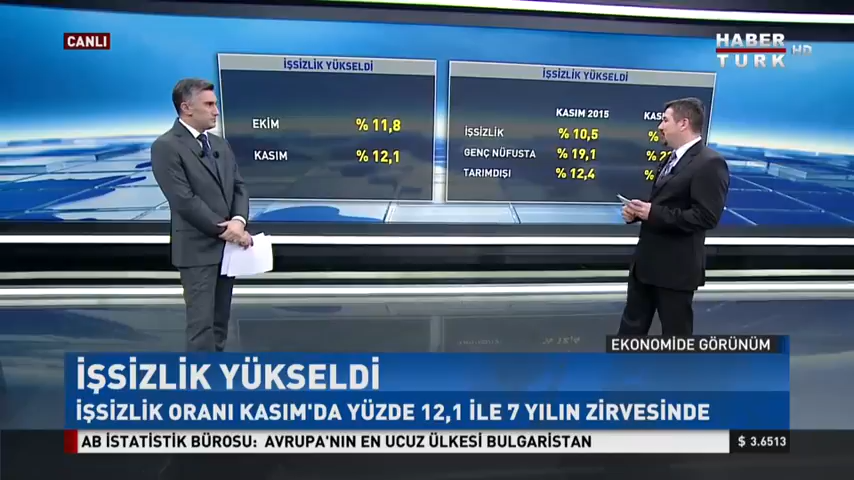 CANLI
HABER
TÜRK HD
İŞSİZLİK YÜKSELDİ
EKİM % 11,8
KASIM % 12,1
İŞSİZLİK YÜKSELDİ
KASIM 2015
İŞSİZLİK % 10,5 %
GENÇ NÜFUSTA % 19,1
TARIMDIŞI % 12,4 %
EKONOMİDE GÖRÜNÜM
İŞSİZLİK YÜKSELDİ
İŞSİZLİK ORANI KASIM'DA YÜZDE 12,1 İLE 7 YILIN ZİRVESİNDE
AB İSTATİSTİK BÜROSU: AVRUPA'NIN EN UCUZ ÜLKESİ BULGARİSTAN $ 3.6513